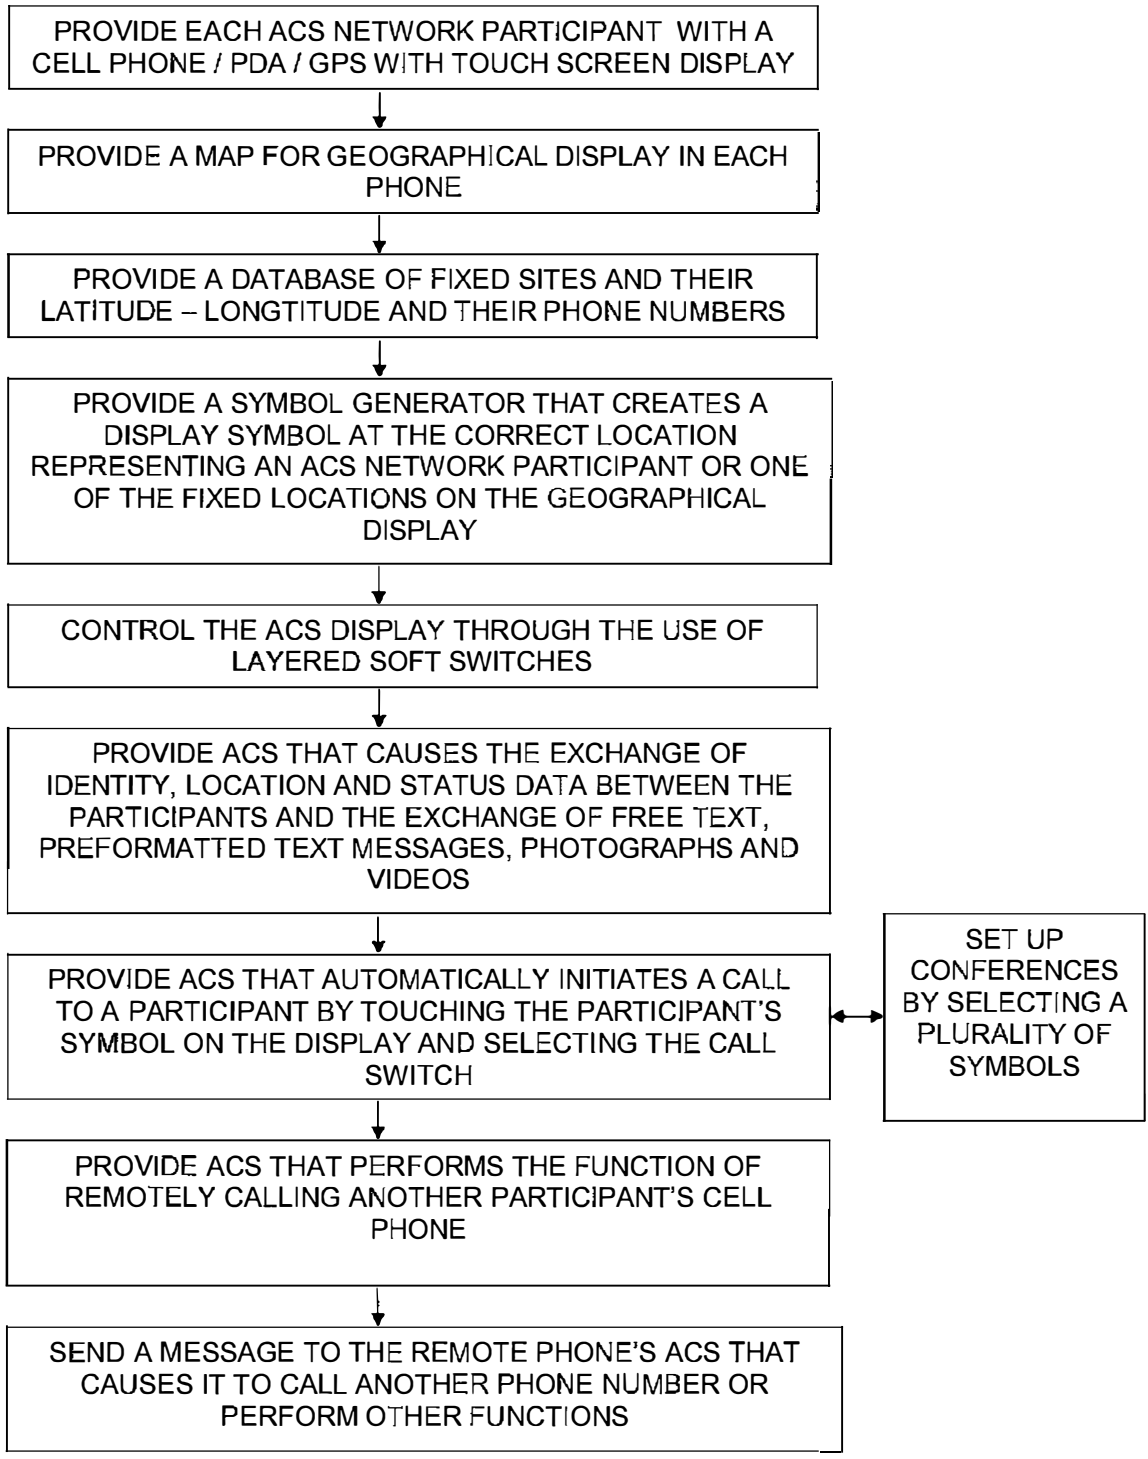 PROVIDE EACH ACS NETWORK PARTICIPANT WITH A
CELL PHONE / PDA / GPS WITH TOUCH SCREEN DISPLAY
PROVIDE A MAP FOR GEOGRAPHICAL DISPLAY IN EACH
PHONE
PROVIDE A DATABASE OF FIXED SITES AND THEIR
LATITUDE – LONGTITUDE AND THEIR PHONE NUMBERS
PROVIDE A SYMBOL GENERATOR THAT CREATES A
DISPLAY SYMBOL AT THE CORRECT LOCATION
REPRESENTING AN ACS NETWORK PARTICIPANT OR ONE
OF THE FIXED LOCATIONS ON THE GEOGRAPHICAL
DISPLAY
CONTROL THE ACS DISPLAY THROUGH THE USE OF
LAYERED SOFT SWITCHES
PROVIDE ACS THAT CAUSES THE EXCHANGE OF
IDENTITY, LOCATION AND STATUS DATA BETWEEN THE
PARTICIPANTS AND THE EXCHANGE OF FREE TEXT,
PREFORMATTED TEXT MESSAGES, PHOTOGRAPHS AND
VIDEOS
PROVIDE ACS THAT AUTOMATICALLY INITIATES A CALL
TO A PARTICIPANT BY TOUCHING THE PARTICIPANT'S
SYMBOL ON THE DISPLAY AND SELECTING THE CALL
SWITCH
SET UP
CONFERENCES
BY SELECTING A
PLURALITY OF
SYMBOLS
PROVIDE ACS THAT PERFORMS THE FUNCTION OF
REMOTELY CALLING ANOTHER PARTICIPANT'S CELL
PHONE
SEND A MESSAGE TO THE REMOTE PHONE'S ACS THAT
CAUSES IT TO CALL ANOTHER PHONE NUMBER OR
PERFORM OTHER FUNCTIONS